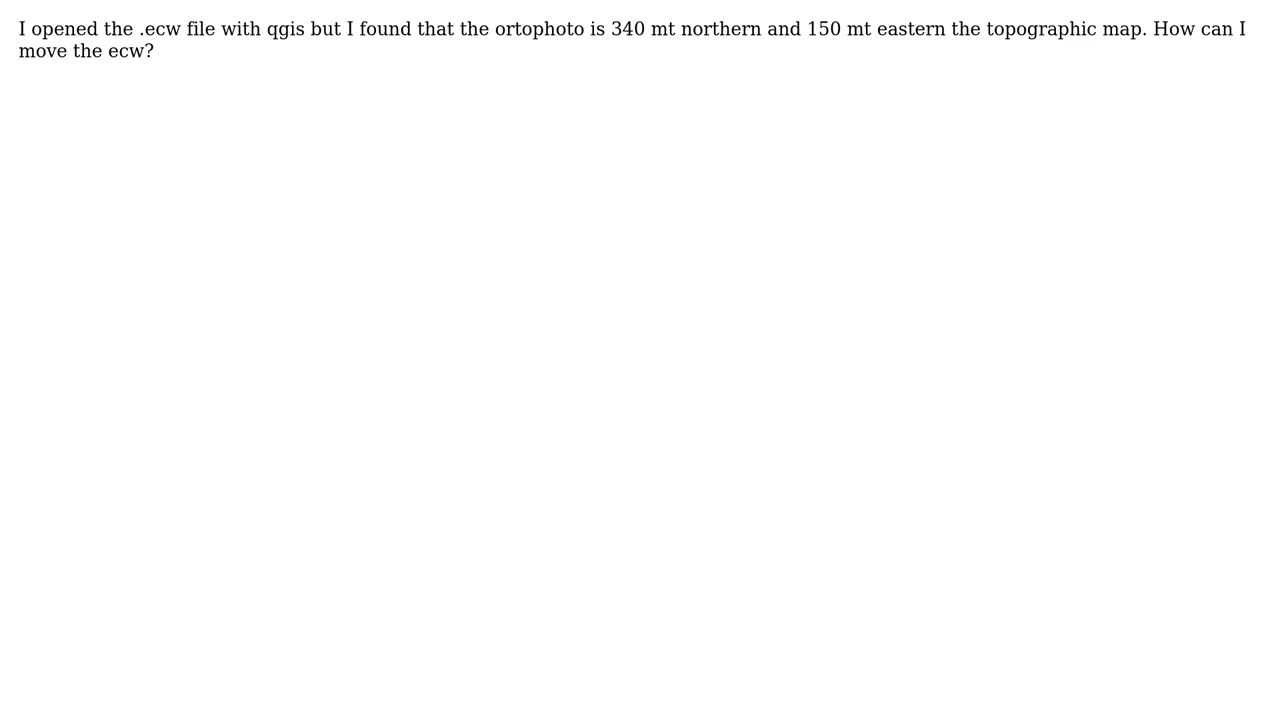 I opened the .ecw file with qgis but I found that the ortophoto is 340 mt northern and 150 mt eastern the topographic map. How can I
move the ecw?